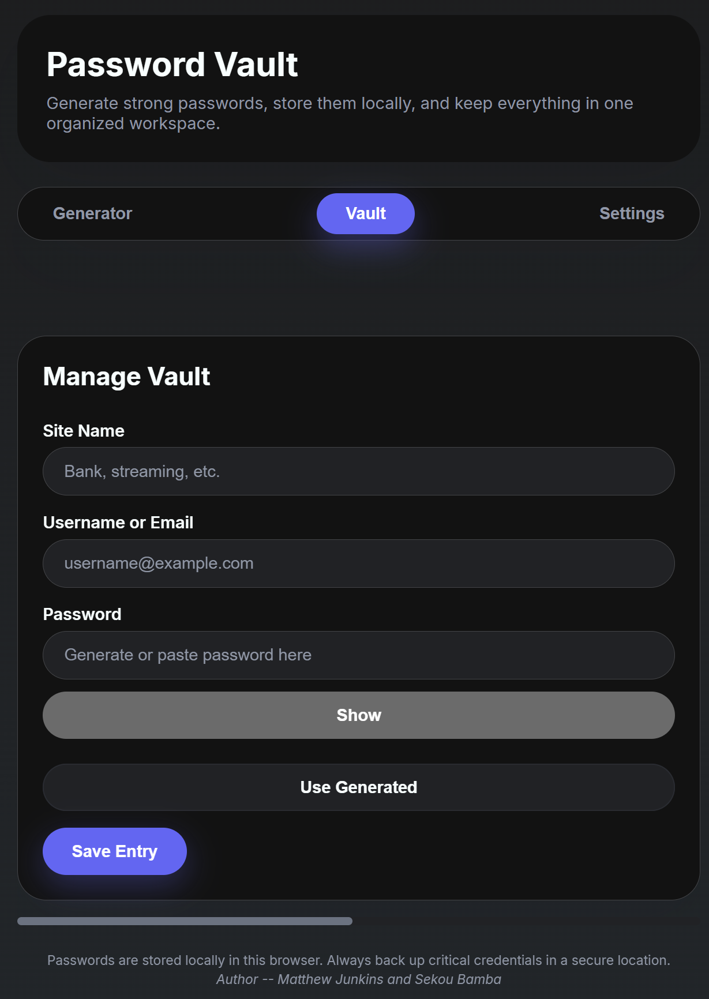 Password Vault
Generate strong passwords, store them locally, and keep everything in one
organized workspace.
Generator
Vault
Settings
Manage Vault
Site Name
Bank, streaming, etc.
Username or Email
username@example.com
Password
Generate or paste password here
Show
Use Generated
Save Entry
Passwords are stored locally in this browser. Always back up critical credentials in a secure location.
Author -- Matthew Junkins and Sekou Bamba